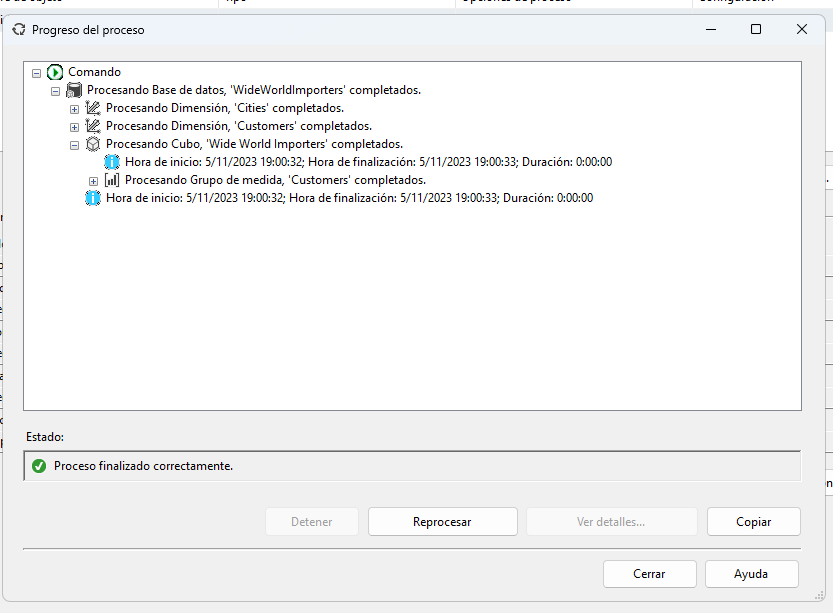 Progreso del proceso
Comando
Procesando Base de datos, 'WideWorldImporters' completados.
Procesando Dimensión, 'Cities' completados.
Procesando Dimensión, 'Customers' completados.
Procesando Cubo, 'Wide World Importers' completados.
Hora de inicio: 5/11/2023 19:00:32; Hora de finalización: 5/11/2023 19:00:33; Duración: 0:00:00
Procesando Grupo de medida, 'Customers' completados.
Hora de inicio: 5/11/2023 19:00:32; Hora de finalización: 5/11/2023 19:00:33; Duración: 0:00:00
Estado:
Proceso finalizado correctamente.
Detener Reprocesar Ver detalles... Copiar
Cerrar Ayuda